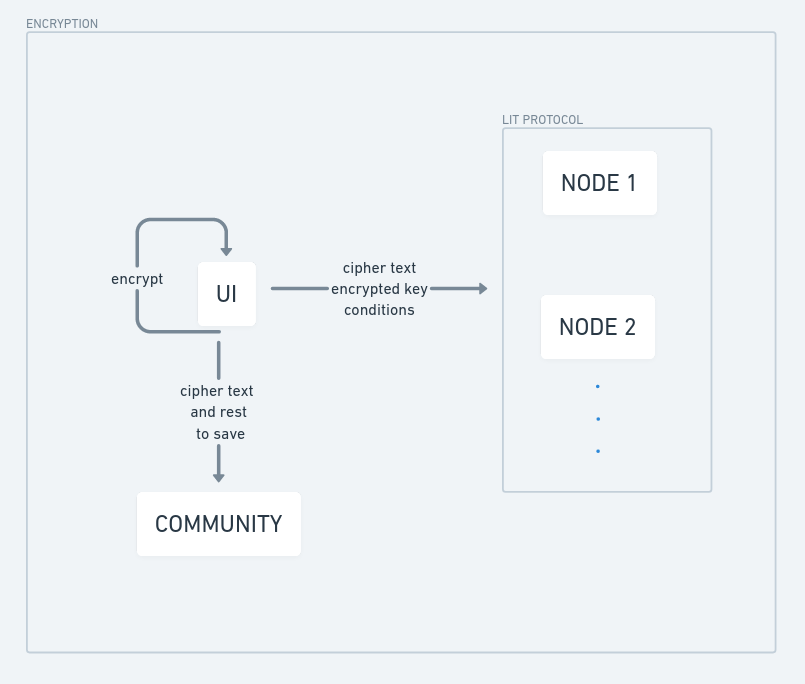 ENCRYPTION
LIT PROTOCOL
NODE 1
encrypt
UI
cipher text
encrypted key
conditions
NODE 2
cipher text
and rest
to save
COMMUNITY